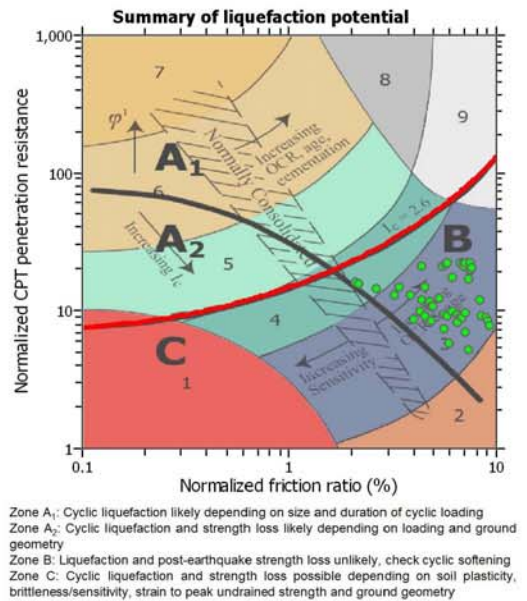 Summary of liquefaction potential
1,000
7
8
9
φ'
Increasing
OCR, age,
cementation
A1
Normally Consolidated
100
6
Ic = 2.6
A2
B
Increasing Ic
5
10
4
C
1
Increasing
Sensitivity
3
2
1
0.1
1
10
Normalized CPT penetration resistance
Normalized friction ratio (%)
Zone A1: Cyclic liquefaction likely depending on size and duration of cyclic loading
Zone A2: Cyclic liquefaction and strength loss likely depending on loading and ground
geometry
Zone B: Liquefaction and post-earthquake strength loss unlikely, check cyclic softening
Zone C: Cyclic liquefaction and strength loss possible depending on soil plasticity,
brittleness/sensitivity, strain to peak undrained strength and ground geometry